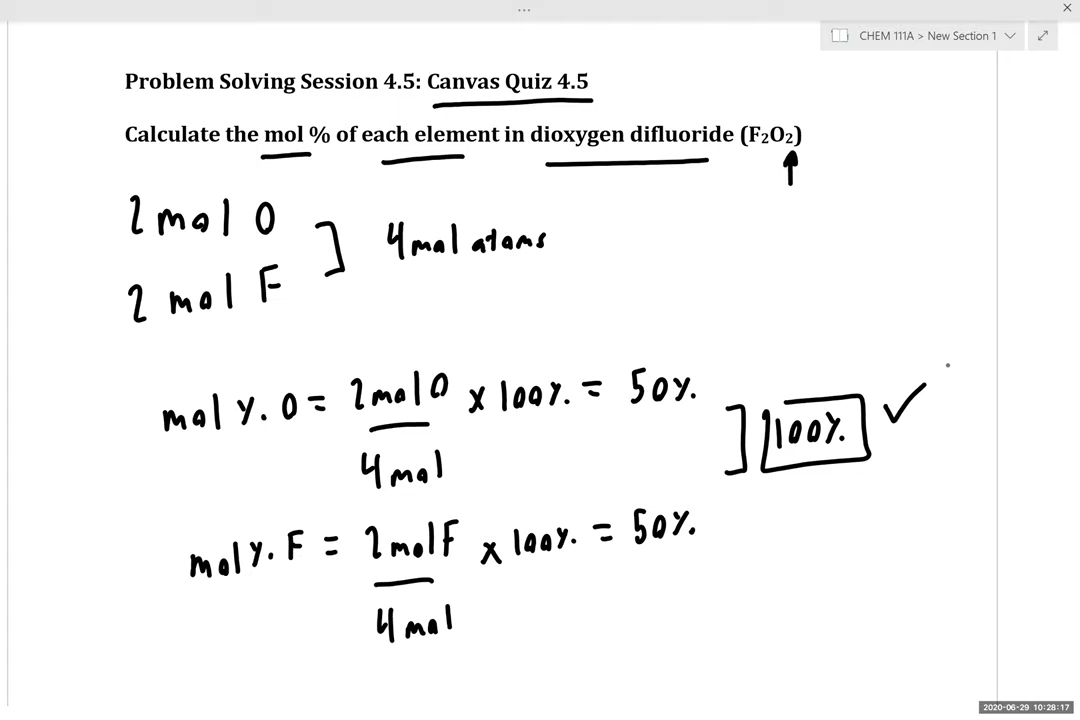 CHEM 111A > New Section 1
Problem Solving Session 4.5: Canvas Quiz 4.5
Calculate the mol % of each element in dioxygen difluoride (F₂O₂)
2 mol O
2 mol F
] 4 mol atoms
mol %. O = 2 mol O / 4 mol x 100%. = 50%.
mol %. F = 2 mol F / 4 mol x 100%. = 50%.
] 100%. ✓
2020-06-29 10:28:17